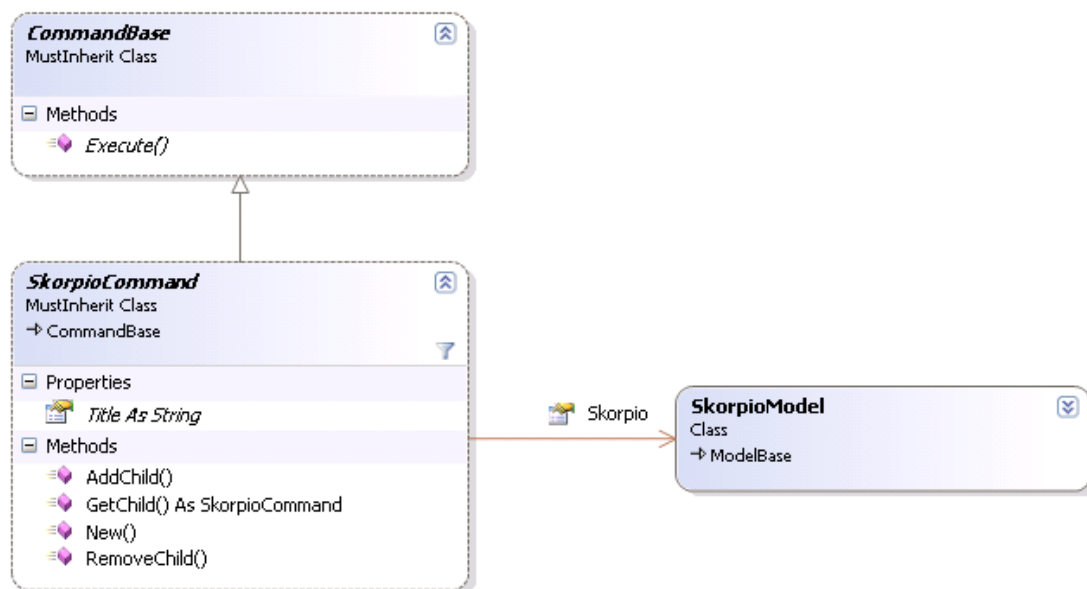 CommandBase
MustInherit Class
Methods
Execute()
SkorpioCommand
MustInherit Class
CommandBase
Properties
Title As String
Methods
AddChild()
GetChild() As SkorpioCommand
New()
RemoveChild()
Skorpio
SkorpioModel
Class
ModelBase